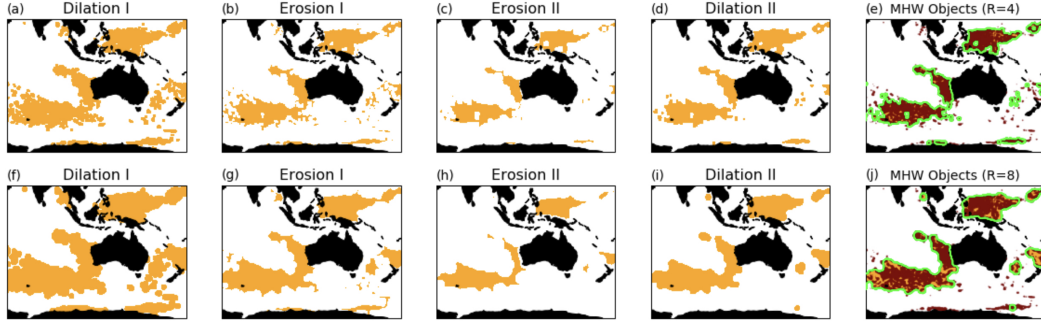 (a) Dilation I
(b) Erosion I
(c) Erosion II
(d) Dilation II
(e) MHW Objects (R=4)
(f) Dilation I
(g) Erosion I
(h) Erosion II
(i) Dilation II
(j) MHW Objects (R=8)